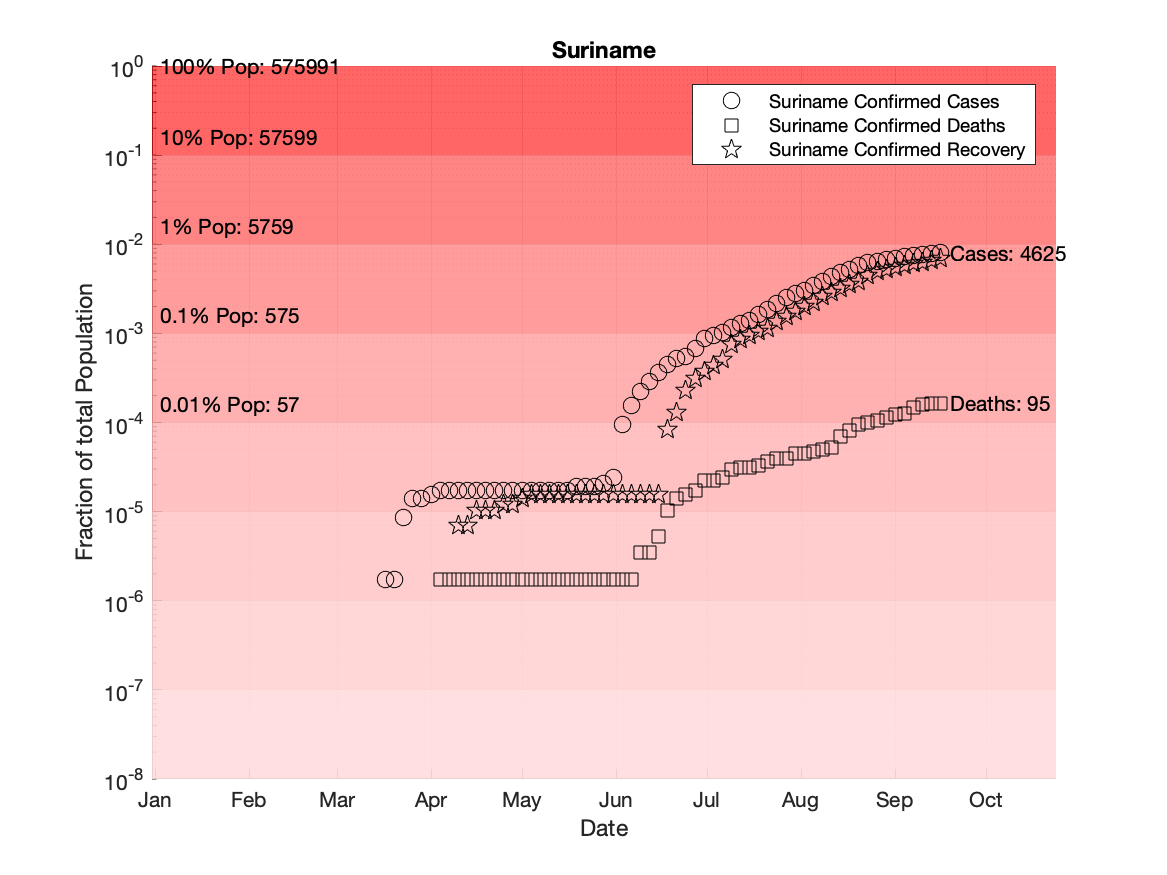 Suriname
10^0
100% Pop: 575991
Suriname Confirmed Cases
Suriname Confirmed Deaths
Suriname Confirmed Recovery
10% Pop: 57599
10^-1
1% Pop: 5759
10^-2
Cases: 4625
0.1% Pop: 575
10^-3
0.01% Pop: 57
Deaths: 95
10^-4
10^-5
10^-6
10^-7
10^-8
Fraction of total Population
Jan Feb Mar Apr May Jun Jul Aug Sep Oct
Date